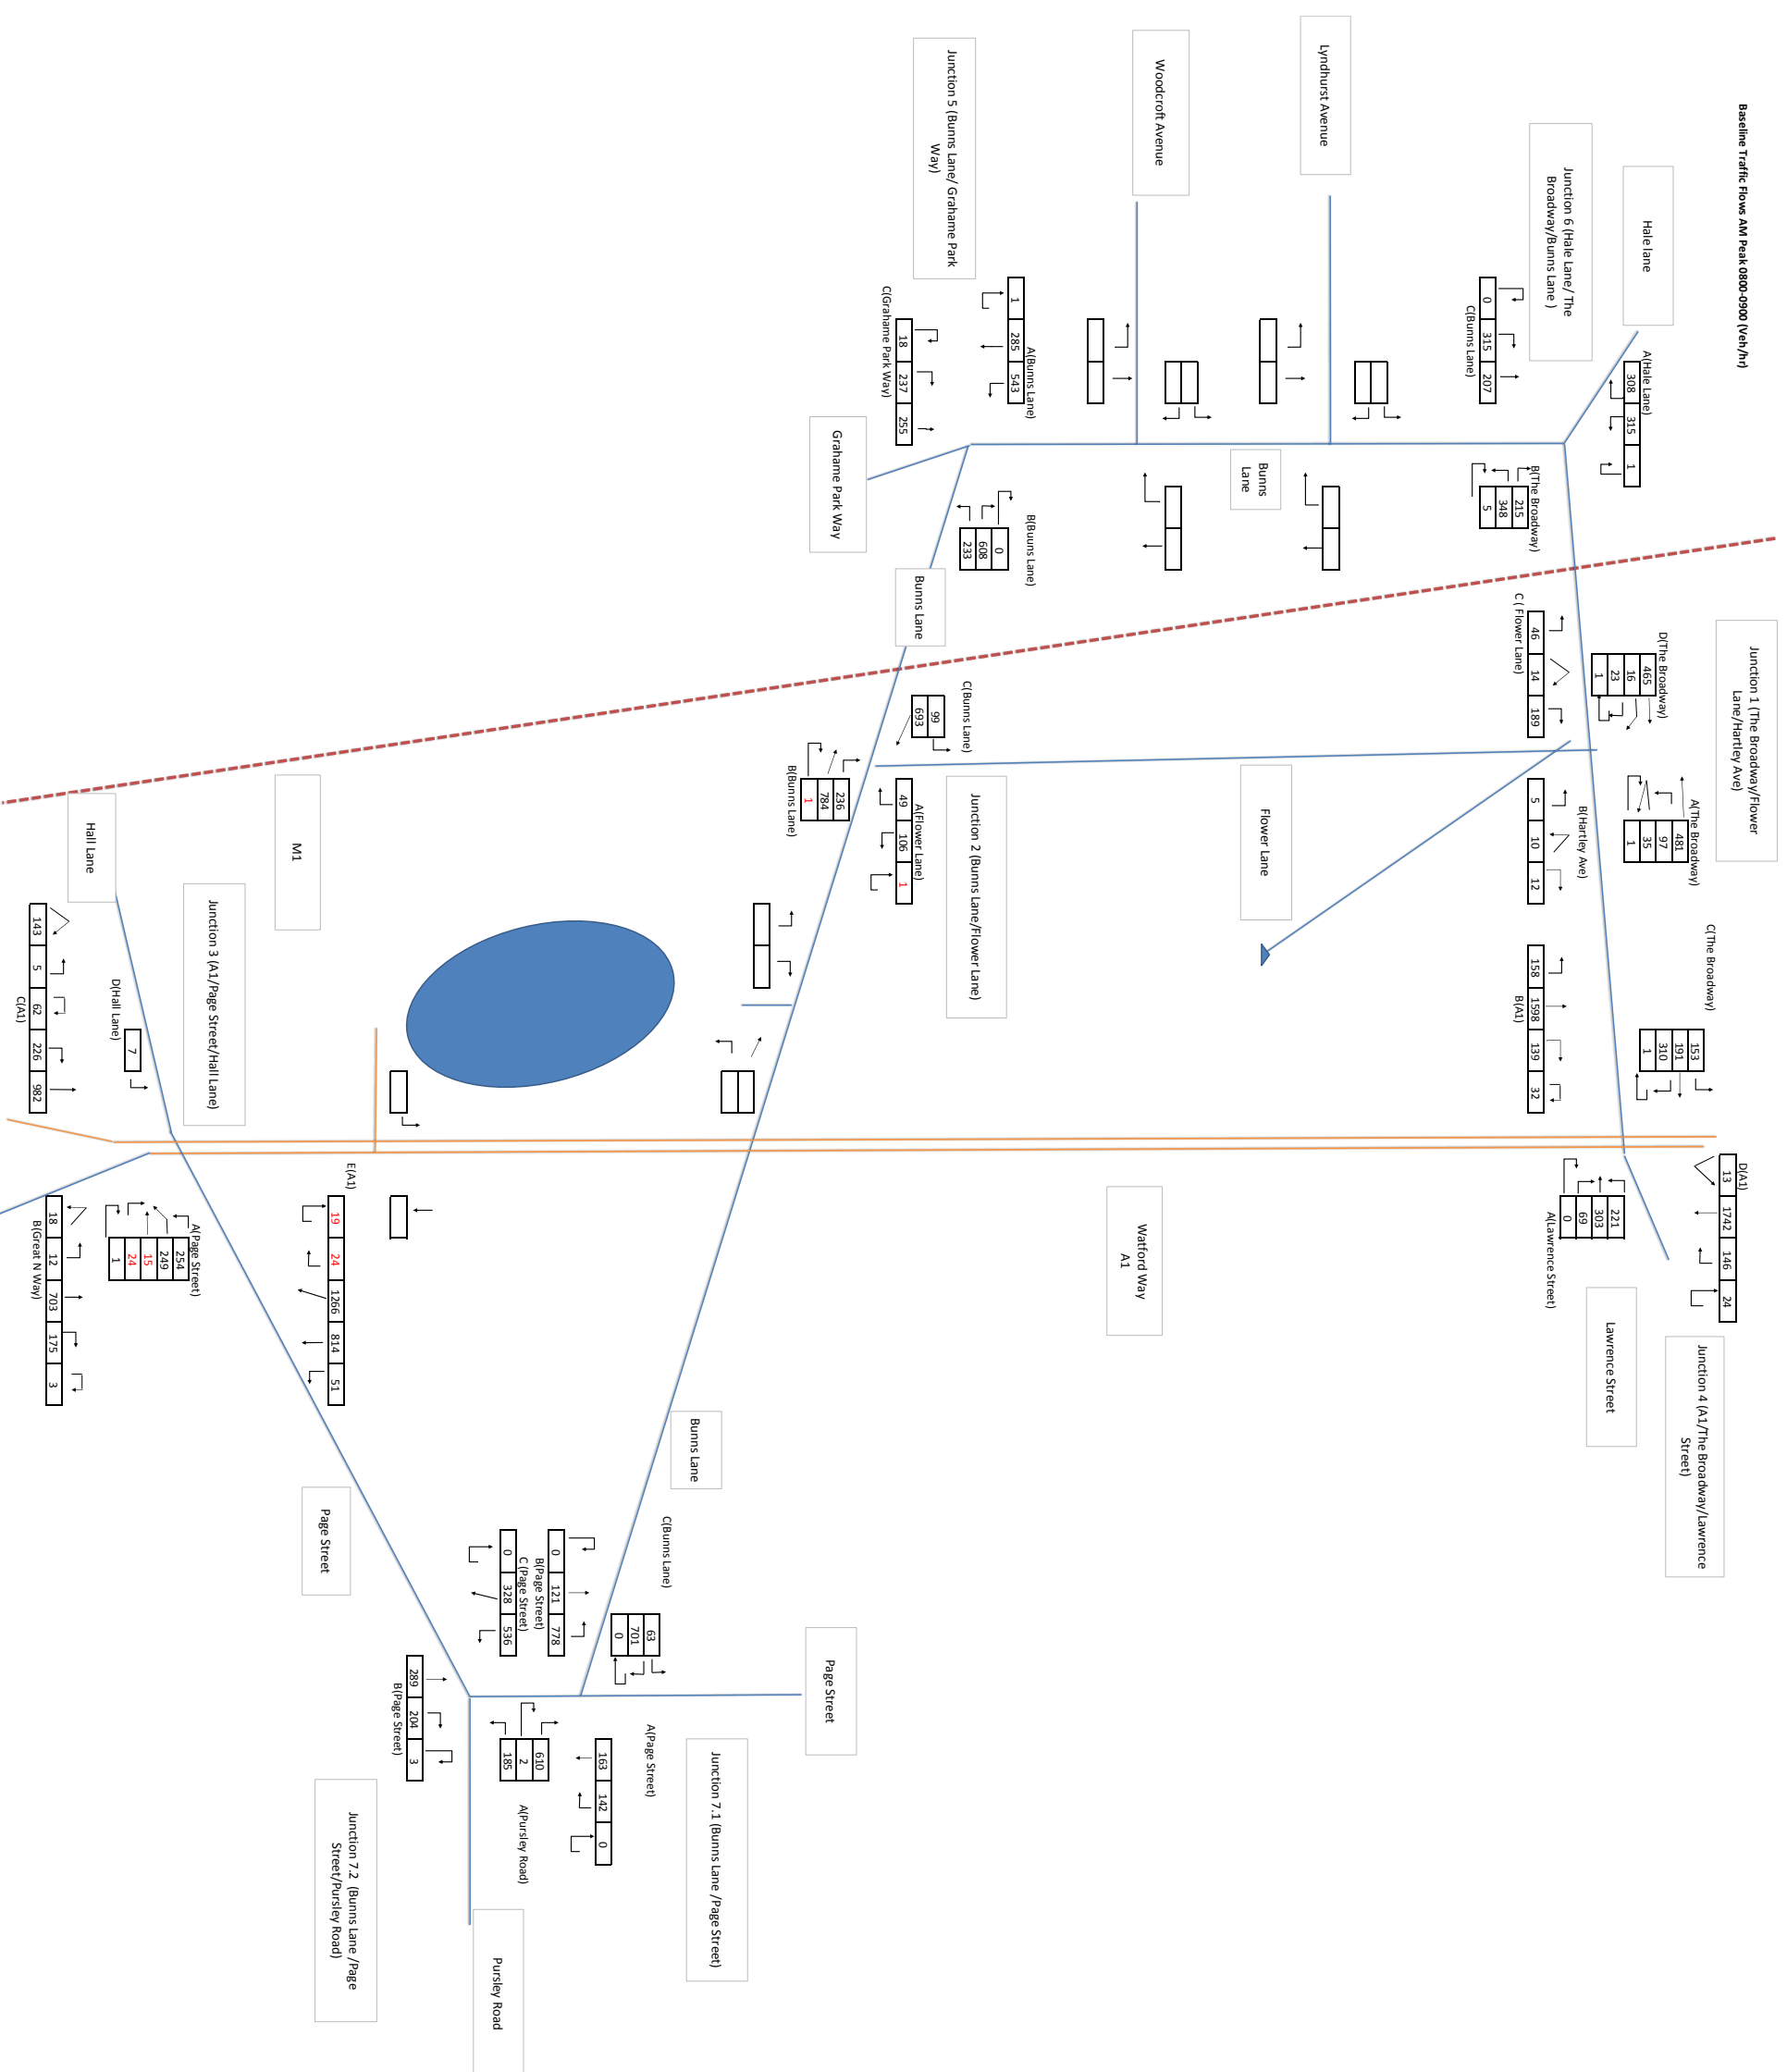 Baseline Traffic Flows AM Peak 0800-0900 (Veh/hr)
Hale lane
Junction 6 (Hale Lane/ The
Broadway/Bunns Lane )
A(Hale Lane)
308 315 1
0 315 207
C(Bunns Lane)
B(The Broadway)
215
348
5
Lyndhurst Avenue
Woodcroft Avenue
Bunns
Lane
Junction 5 (Bunns Lane/ Grahame Park
Way)
A(Bunns Lane)
1 285 543
18 237 255
C(Grahame Park Way)
B(Buuns Lane)
0
608
233
Grahame Park Way
Bunns Lane
Junction 1 (The Broadway/Flower
Lane/Hartley Ave)
D(The Broadway)
465
16
23
1
A(The Broadway)
481
97
35
1
46 14 189
C ( Flower Lane)
B(Hartley Ave)
5 10 12
Flower Lane
Junction 2 (Bunns Lane/Flower Lane)
C(Bunns Lane)
99
693
A(Flower Lane)
49 106 1
236
784
1
B(Bunns Lane)
C(The Broadway)
153
191
310
1
158 1598 139 32
B(A1)
D(A1)
13 1742 146 24
221
303
69
0
A(Lawrence Street)
Lawrence Street
Junction 4 (A1/The Broadway/Lawrence
Street)
Watford Way
A1
M1
Hall Lane
Junction 3 (A1/Page Street/Hall Lane)
D(Hall Lane)
7
143 5 62 226 982
C(A1)
E(A1)
19 24 1266 814 51
A(Page Street)
254
249
15
24
1
18 12 703 175 3
B(Great N Way)
Bunns Lane
Page Street
C(Bunns Lane)
63
701
0
0 121 778
B(Page Street)
C (Page Street)
0 328 536
Page Street
A(Page Street)
163 142 0
Junction 7.1 (Bunns Lane /Page Street)
610
2
185
A(Pursley Road)
289 204 3
B(Page Street)
Junction 7.2 (Bunns Lane /Page
Street/Pursley Road)
Pursley Road